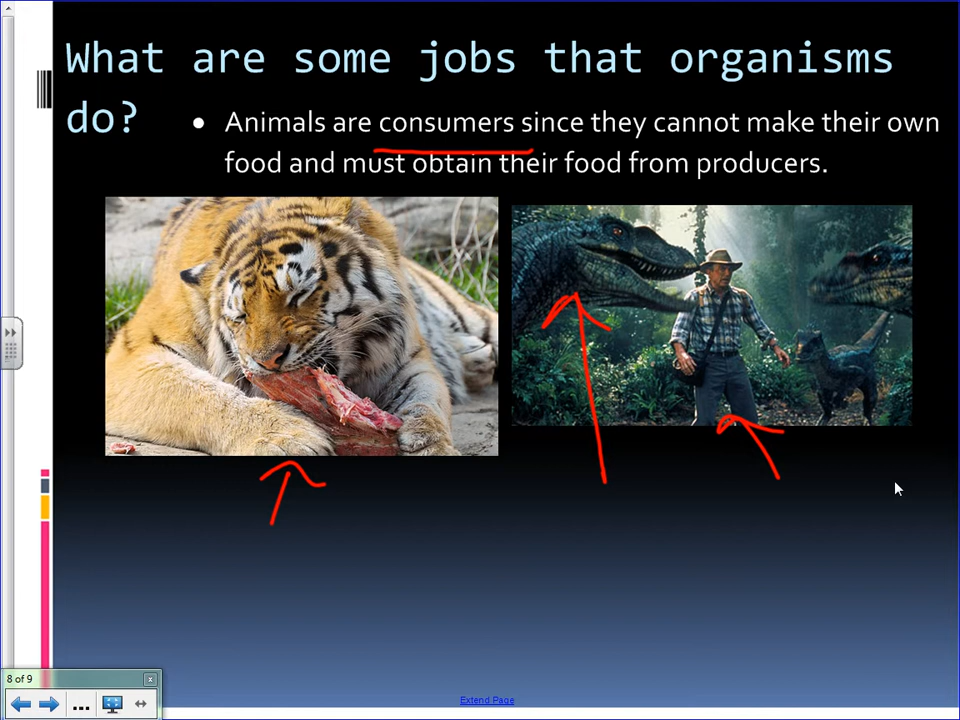 What are some jobs that organisms
do?
• Animals are consumers since they cannot make their own
food and must obtain their food from producers.
8 of 9
x
...
Extend Page